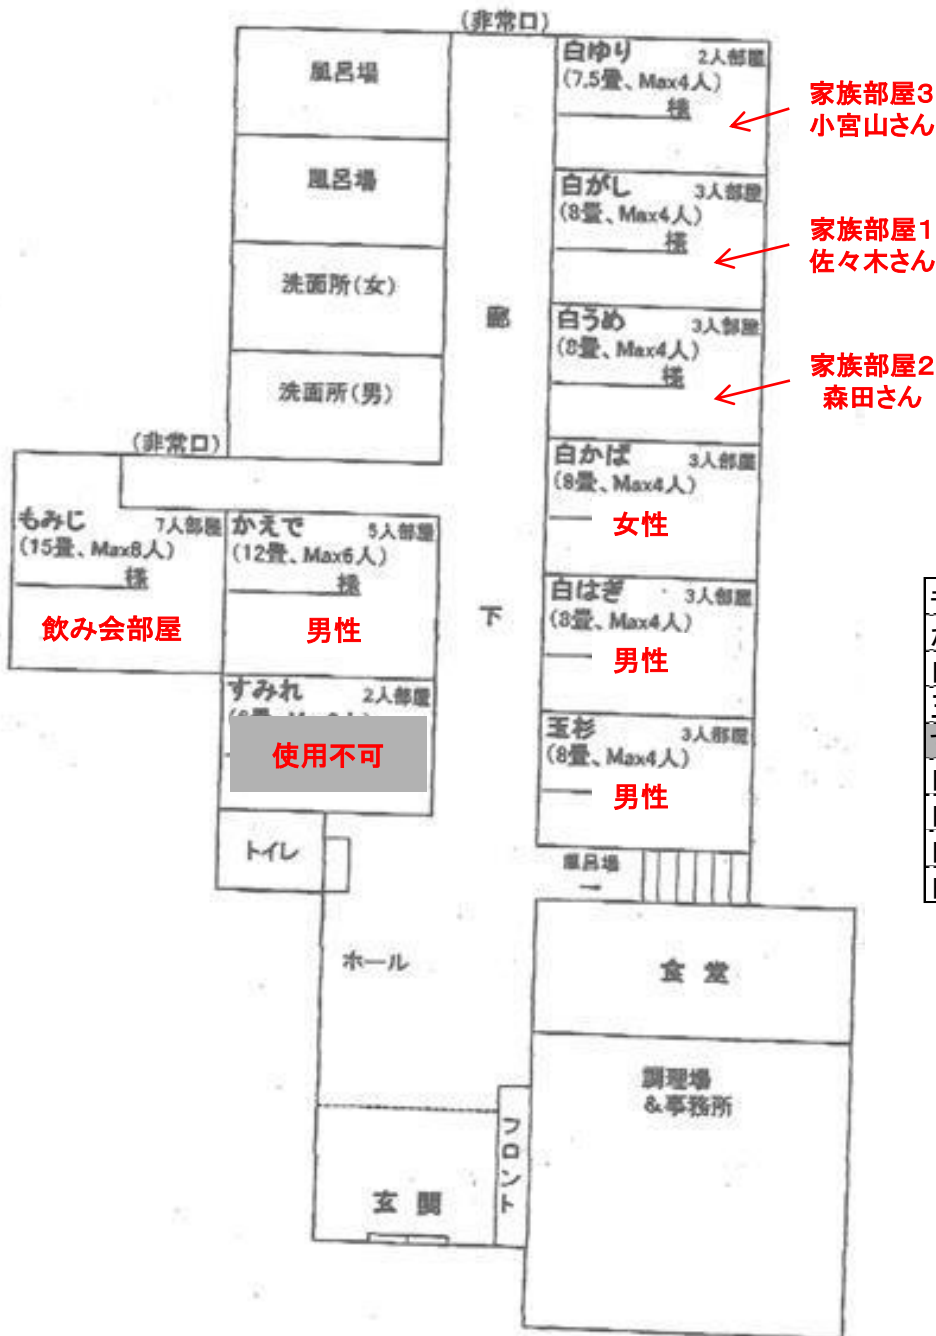 (非常口)
風呂場
白ゆり 2人部屋
(7.5畳、Max4人)
様
家族部屋3
小宮山さん
風呂場
白がし 3人部屋
(8畳、Max4人)
様
家族部屋1
佐々木さん
洗面所(女)
廊
白うめ 3人部屋
(8畳、Max4人)
様
家族部屋2
森田さん
洗面所(男)
(非常口)
白かば 3人部屋
(8畳、Max4人)
女性
もみじ 7人部屋
(15畳、Max8人)
様
飲み会部屋
かえで 5人部屋
(12畳、Max6人)
様
男性
下
白はぎ 3人部屋
(8畳、Max4人)
男性
すみれ 2人部屋
使用不可
玉杉 3人部屋
(8畳、Max4人)
男性
トイレ
風呂場
→
ホール
食堂
調理場
&事務所
フロント
玄関